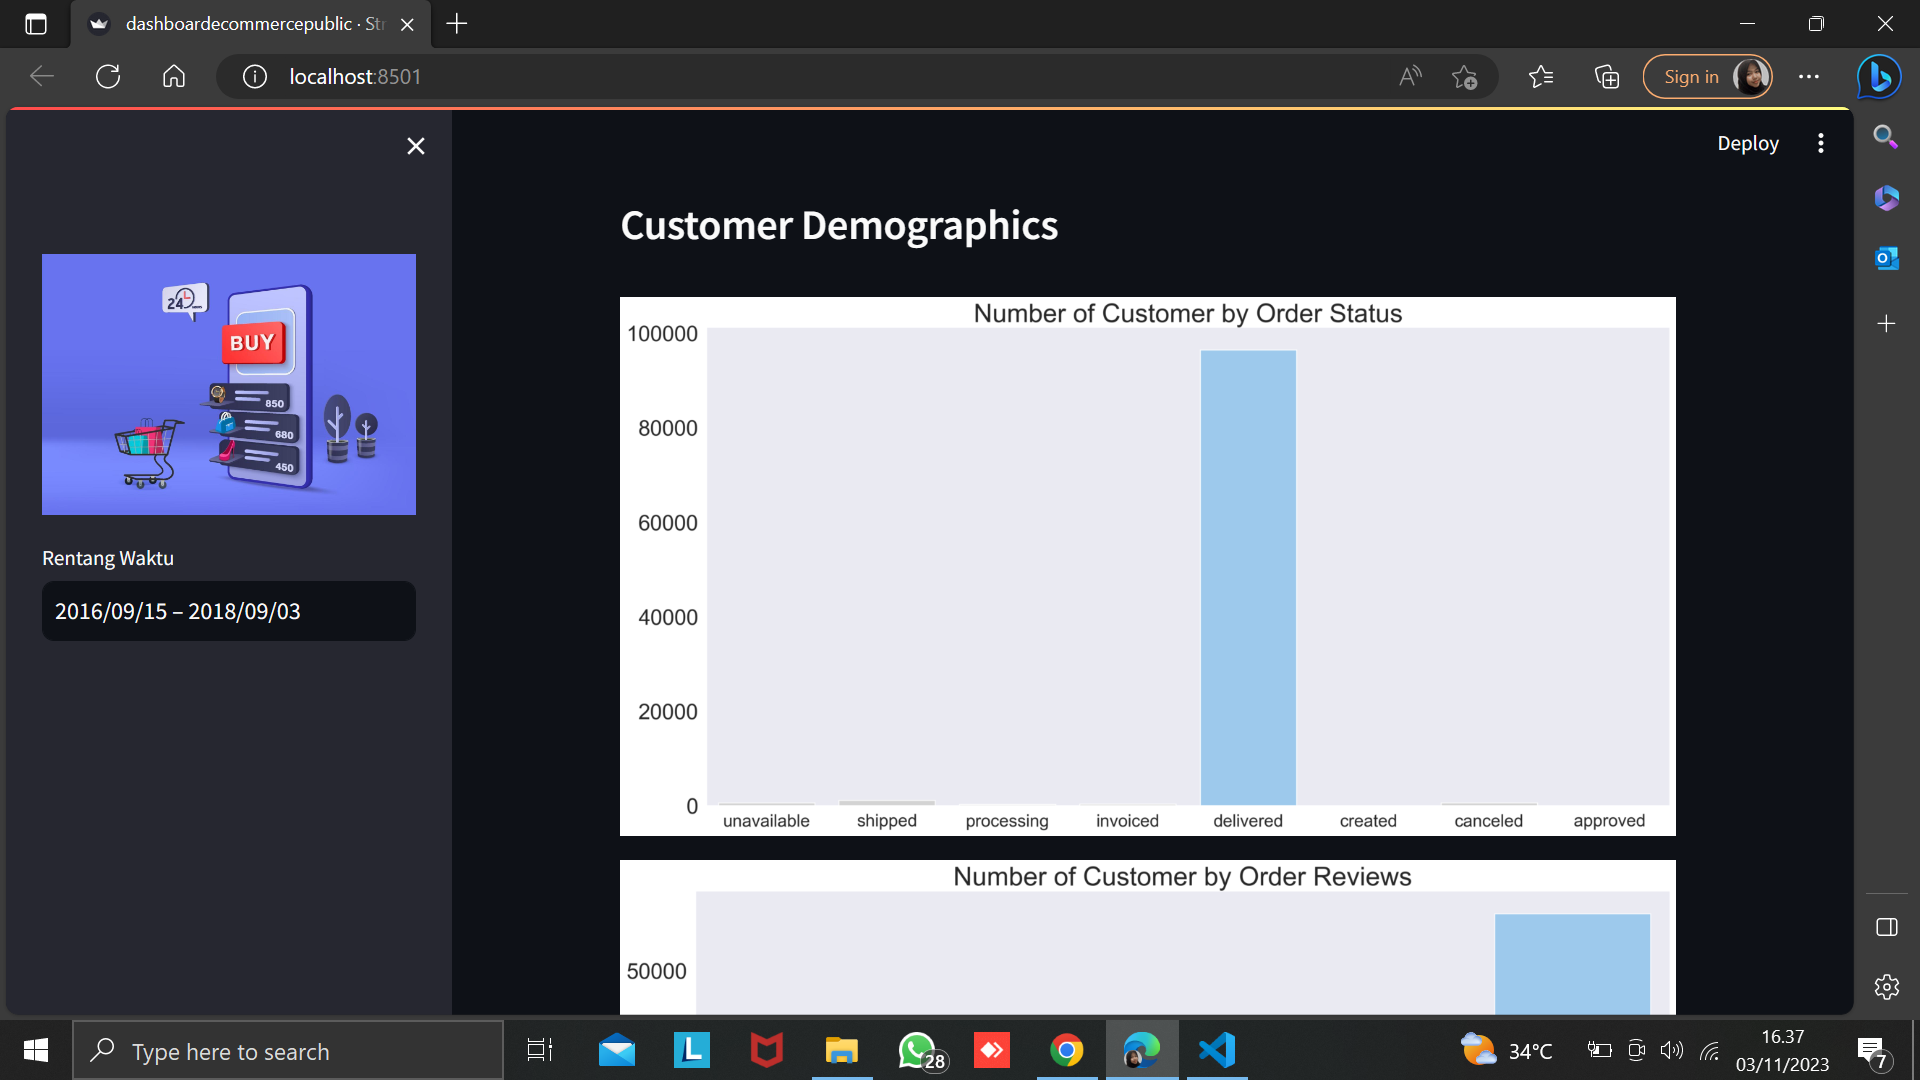 dashboardecommercepublic · Str
localhost:8501
Sign in
Deploy
24
BUY
850
680
450
Rentang Waktu
2016/09/15 – 2018/09/03
Customer Demographics
Number of Customer by Order Status
100000
80000
60000
40000
20000
0
unavailable shipped processing invoiced delivered created canceled approved
Number of Customer by Order Reviews
50000
Type here to search
L
28
34°C
16.37
03/11/2023
7